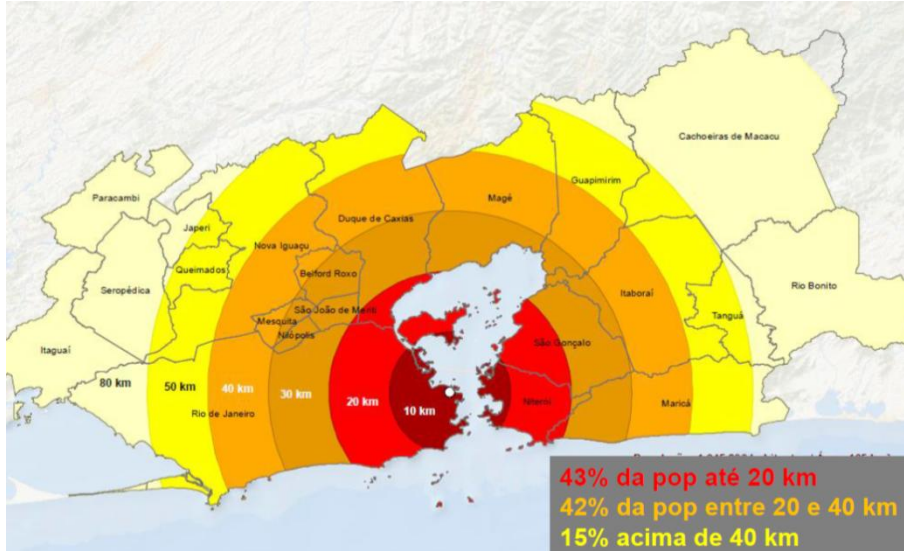 Cachoeiras de Macacu
Guapimirim
Paracambi
Magé
Duque de Caxias
Japeri
Nova Iguaçu
Queimados
Belford Roxo
Seropédica
Rio Bonito
Itaboraí
São João de Meriti
Tanguá
Mesquita
Nilópolis
São Gonçalo
Itaguaí
80 km
50 km
40 km
30 km
20 km
10 km
Niterói
Maricá
Rio de Janeiro
43% da pop até 20 km
42% da pop entre 20 e 40 km
15% acima de 40 km